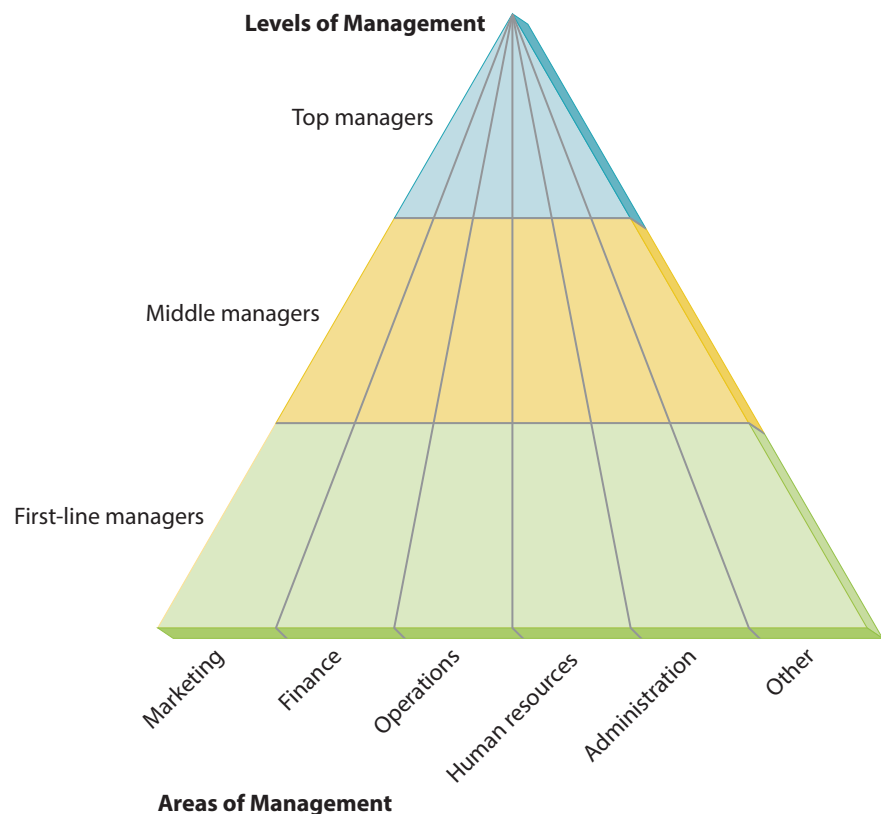 Levels of Management
Top managers
Middle managers
First-line managers
Marketing
Finance
Operations
Human resources
Administration
Other
Areas of Management